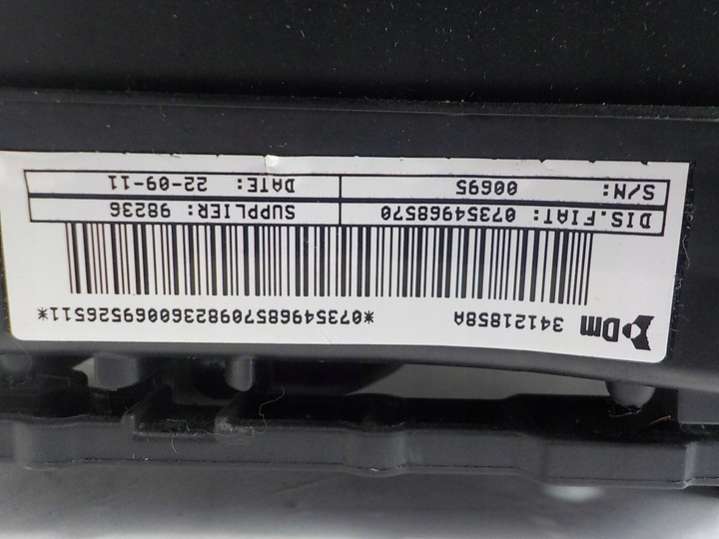 Dm 34121858A *07354968570982360069526511*
DIS.FIAT: 07354968570 SUPPLIER: 98236
S/N: 00695 DATE: 22-09-11